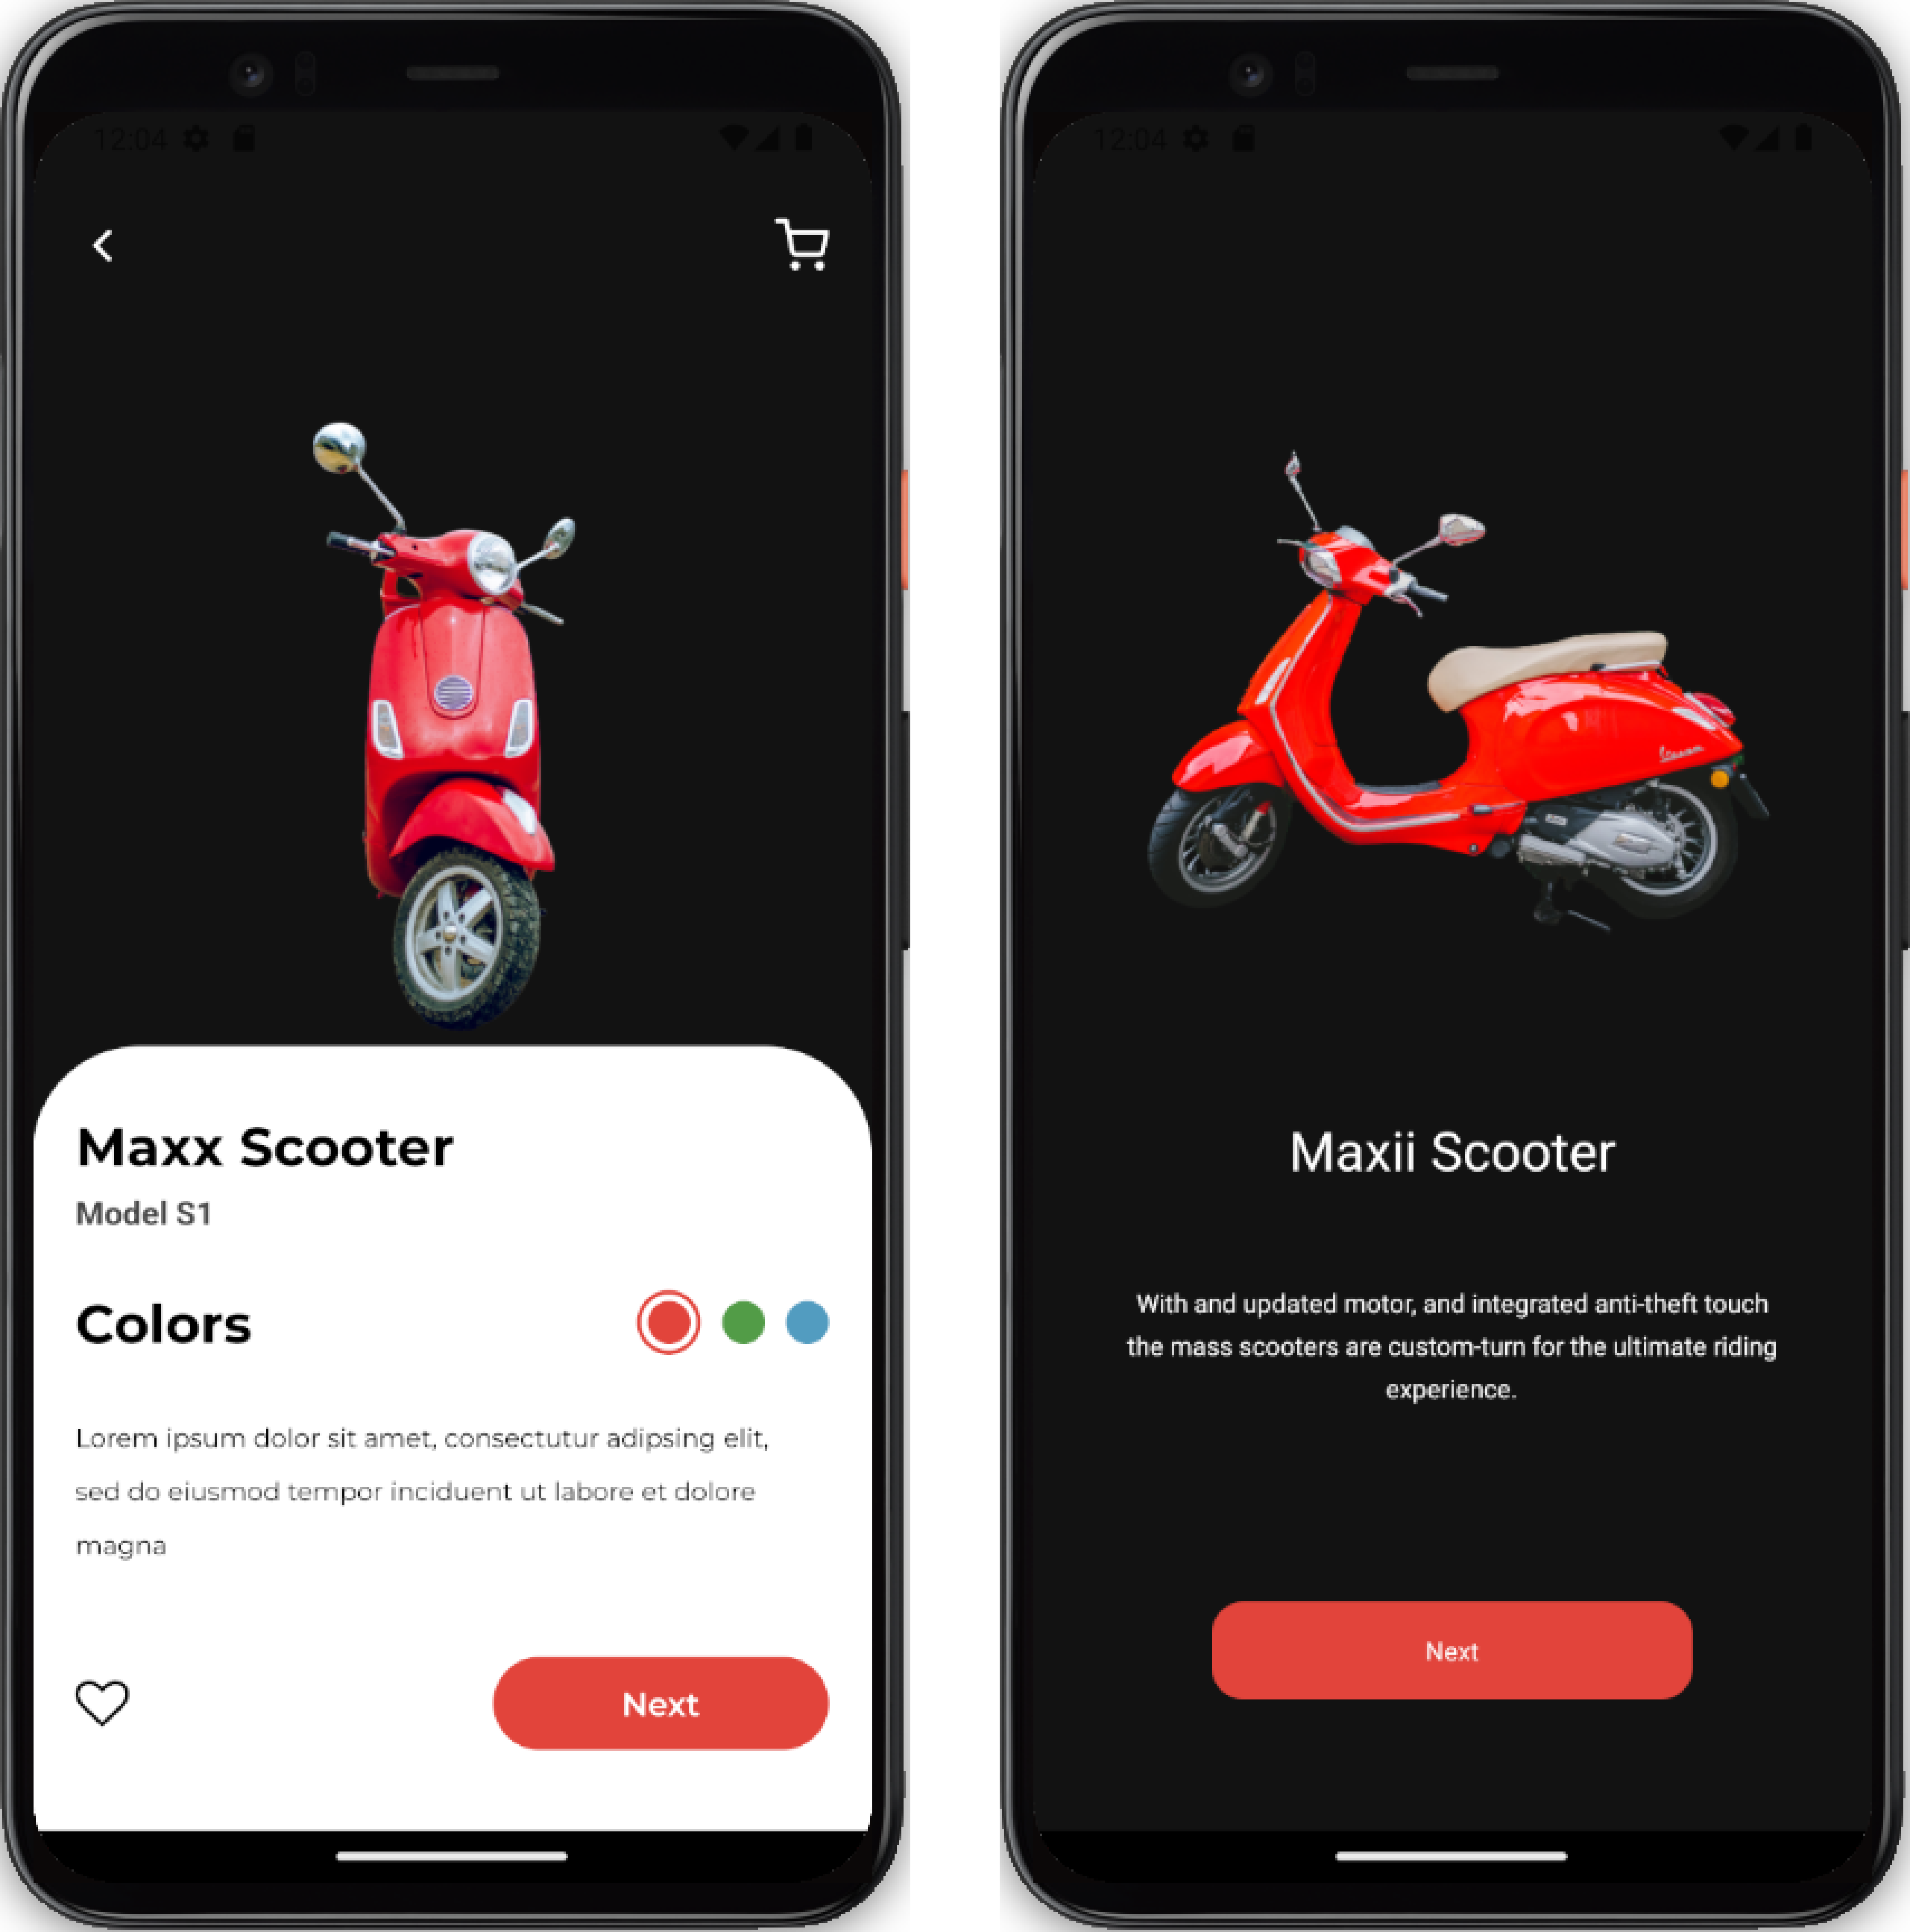 12:04
Maxx Scooter
Model S1
Colors
Lorem ipsum dolor sit amet, consectutur adipsing elit,
sed do eiusmod tempor inciduent ut labore et dolore
magna
Next
12:04
Maxii Scooter
With and updated motor, and integrated anti-theft touch
the mass scooters are custom-turn for the ultimate riding
experience.
Next